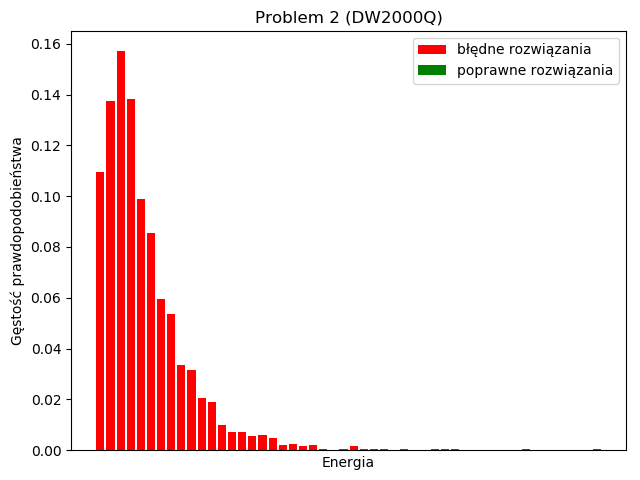 Problem 2 (DW2000Q)
błędne rozwiązania
poprawne rozwiązania
Gęstość prawdopodobieństwa
0.16
0.14
0.12
0.10
0.08
0.06
0.04
0.02
0.00
Energia